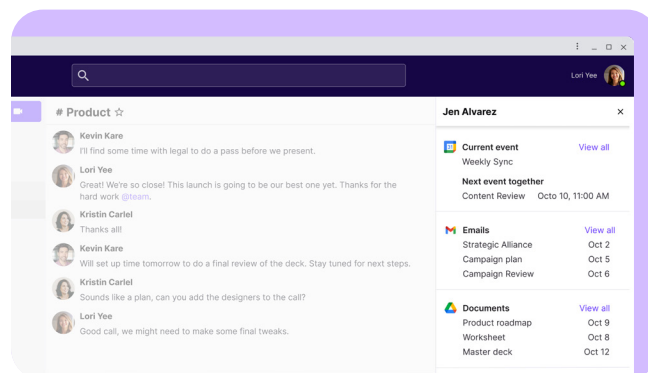 Lori Yee
# Product
Kevin Kare
I'll find some time with legal to do a pass before we present.
Lori Yee
Great! We're so close! This launch is going to be our best one yet. Thanks for the
hard work @team.
Kristin Carlel
Thanks all!
Kevin Kare
Will set up time tomorrow to do a final review of the deck. Stay tuned for next steps.
Kristin Carlel
Sounds like a plan, can you add the designers to the call?
Lori Yee
Good call, we might need to make some final tweaks.
Jen Alvarez
31 Current event View all
Weekly Sync
Next event together
Content Review Octo 10, 11:00 AM
Emails View all
Strategic Alliance Oct 2
Campaign plan Oct 5
Campaign Review Oct 6
Documents View all
Product roadmap Oct 9
Worksheet Oct 8
Master deck Oct 12